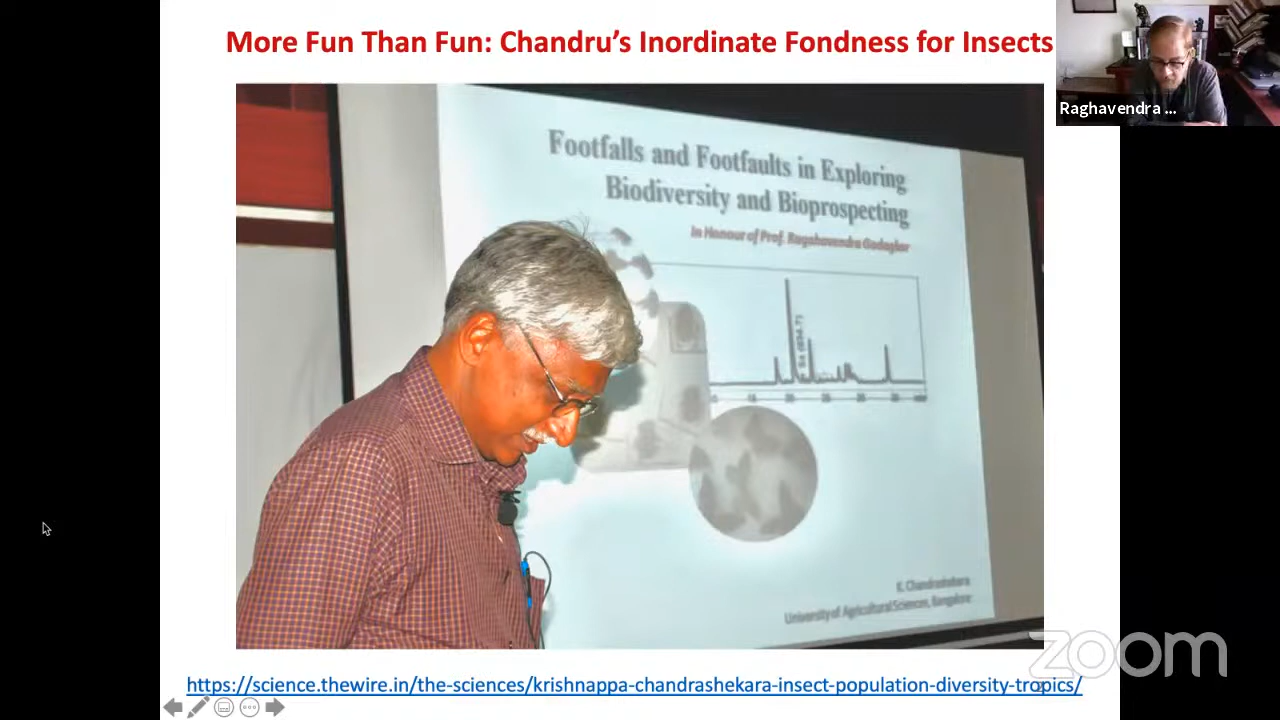 More Fun Than Fun: Chandru's Inordinate Fondness for Insects
Raghavendra ...
Footfalls and Footfaults in Exploring
Biodiversity and Bioprospecting
In Honour of Prof. Raghavendra Gadagkar
K. Chandrashekara
University of Agricultural Sciences, Bangalore
zoom
https://science.thewire.in/the-sciences/krishnappa-chandrashekara-insect-population-diversity-tropics/